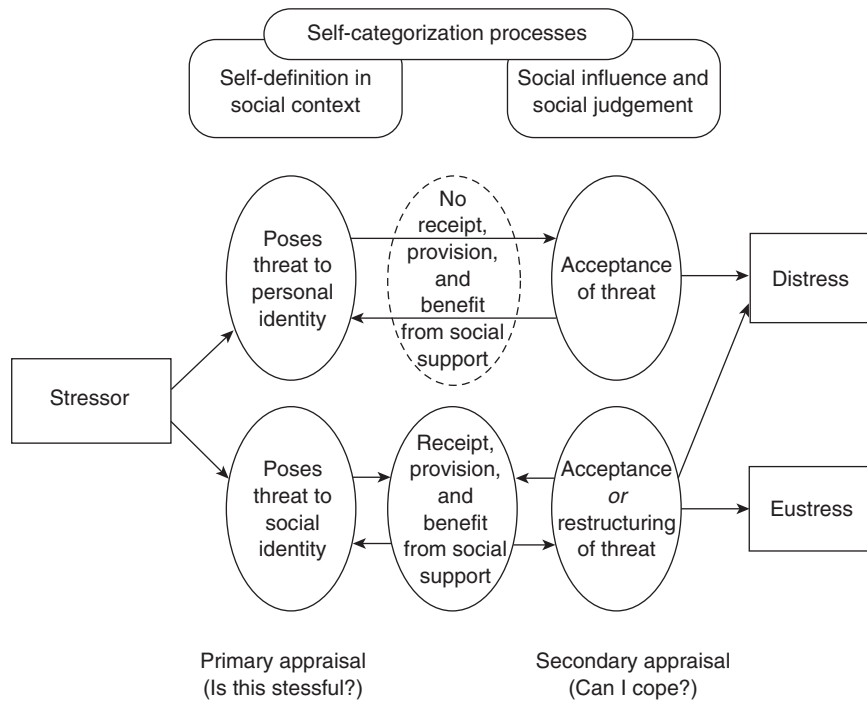 Self-categorization processes
Self-definition in
social context
Social influence and
social judgement
Poses
threat to
personal
identity
No
receipt,
provision,
and
benefit
from social
support
Acceptance
of threat
Distress
Stressor
Poses
threat to
social
identity
Receipt,
provision,
and
benefit
from social
support
Acceptance
or
restructuring
of threat
Eustress
Primary appraisal
(Is this stressful?)
Secondary appraisal
(Can I cope?)